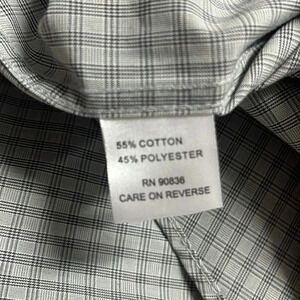 55% COTTON
45% POLYESTER
RN 90836
CARE ON REVERSE